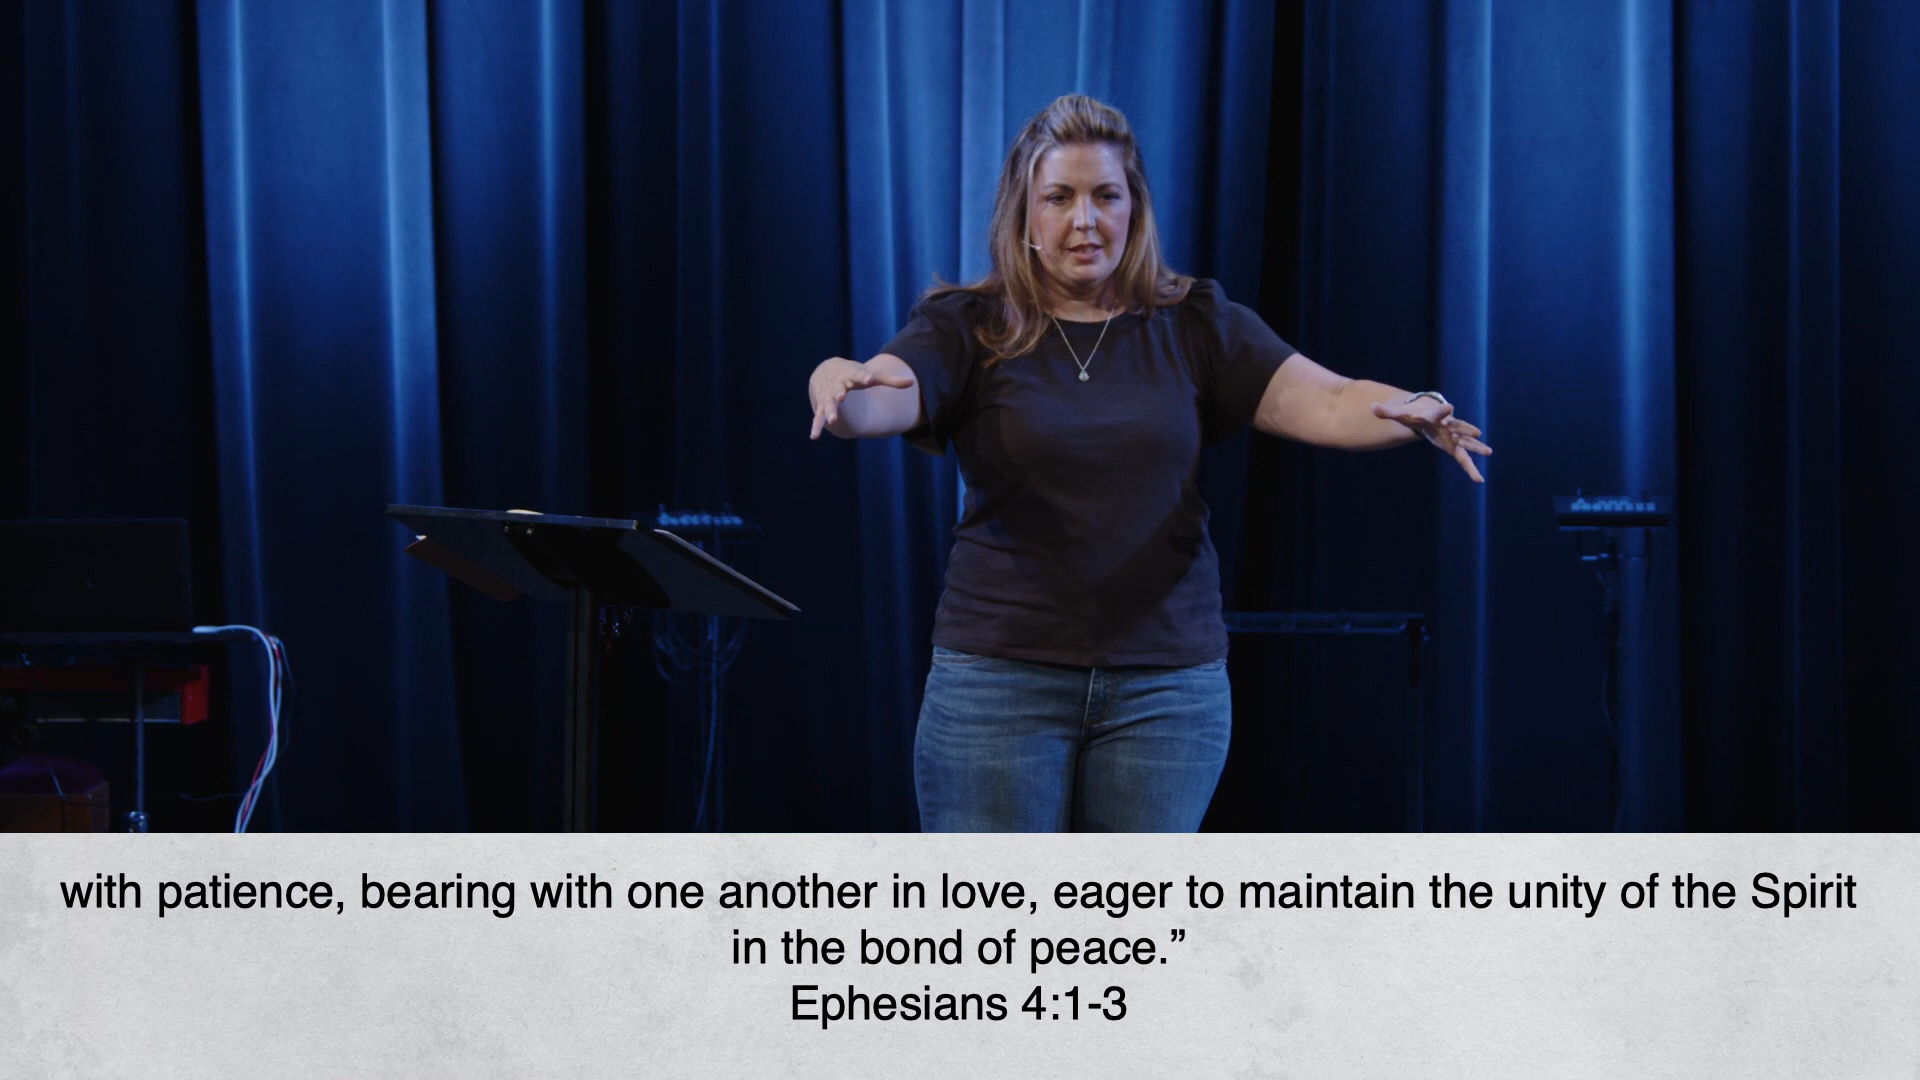 with patience, bearing with one another in love, eager to maintain the unity of the Spirit
in the bond of peace.”
Ephesians 4:1-3